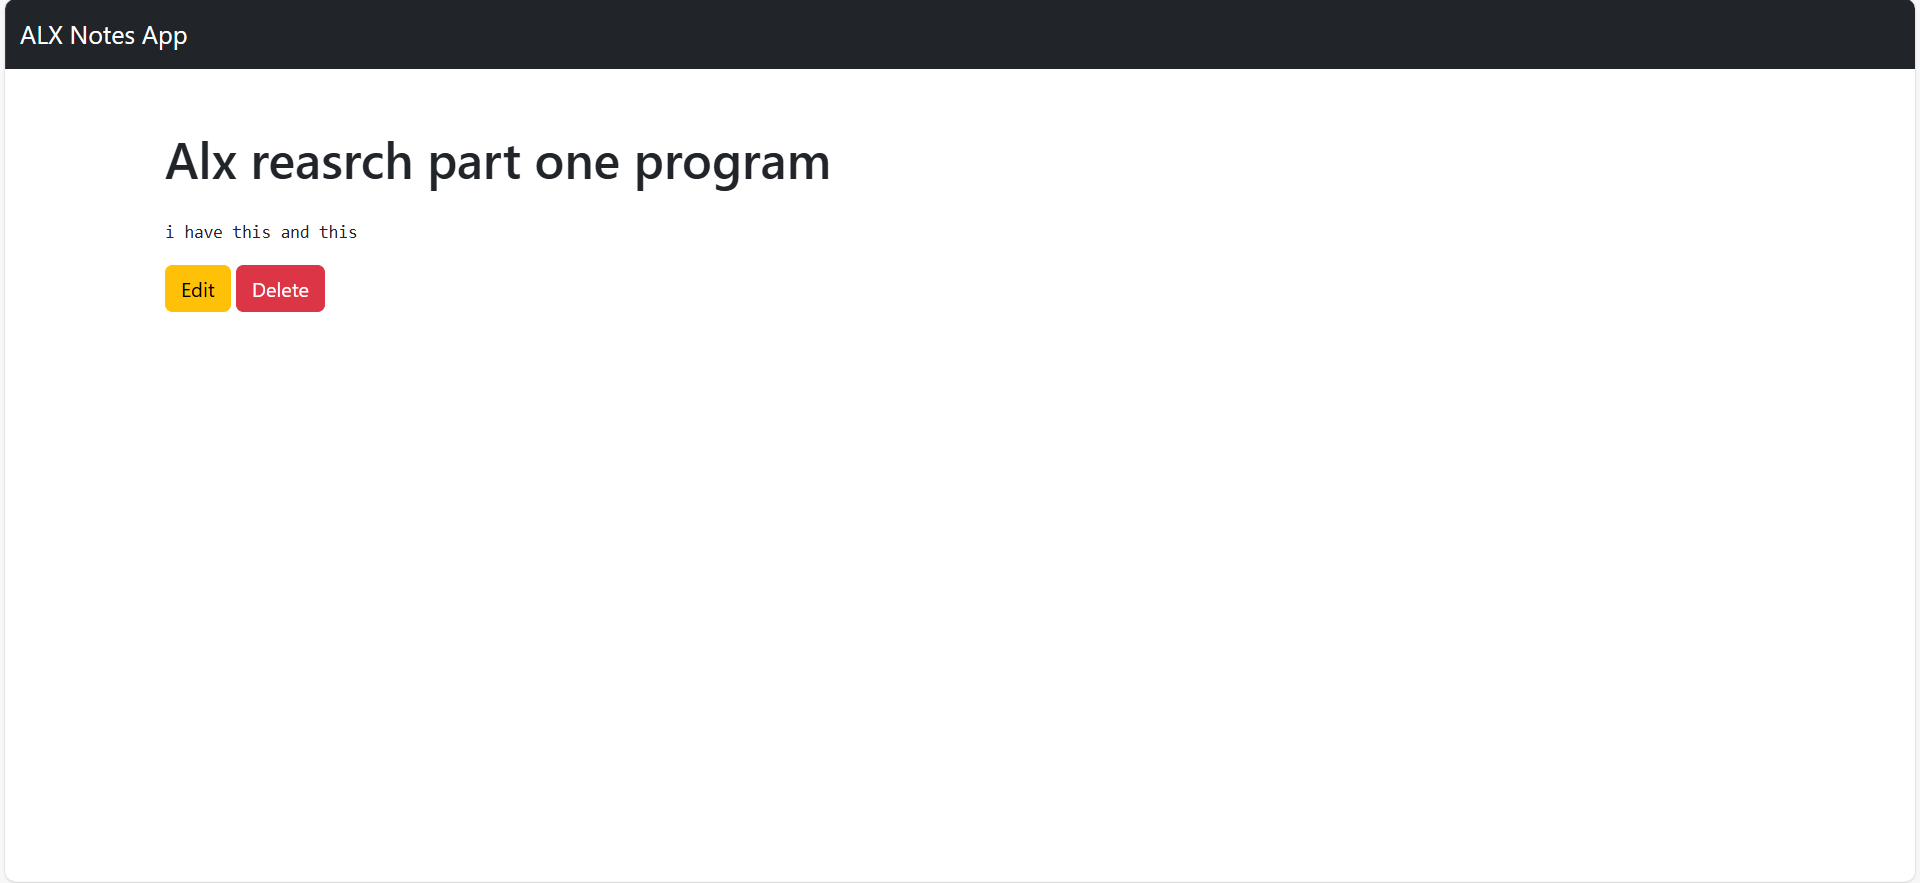 ALX Notes App
Alx reasrch part one program
i have this and this
Edit Delete